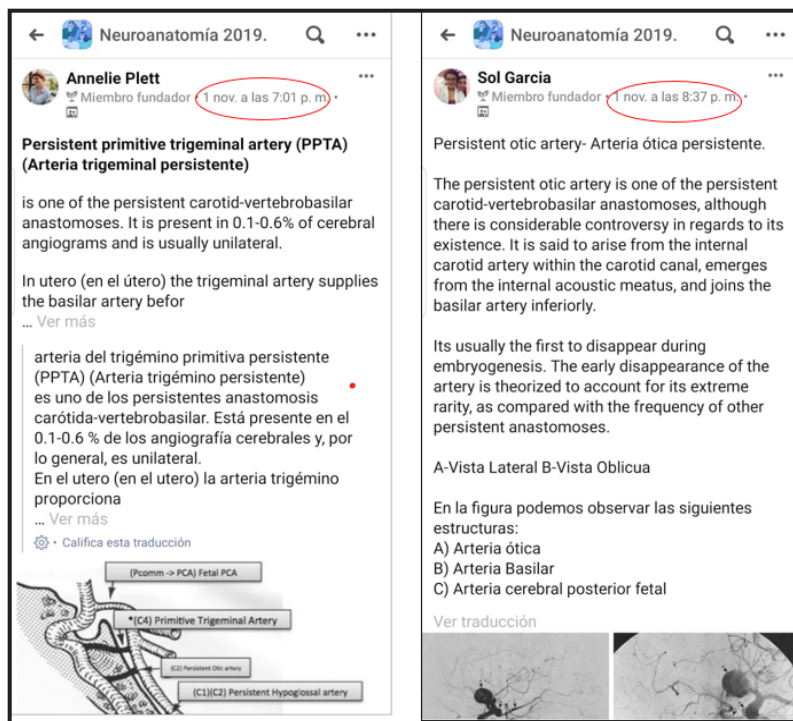 Neuroanatomía 2019.
Annelie Plett
Miembro fundador · 1 nov. a las 7:01 p. m. ·
Persistent primitive trigeminal artery (PPTA)
(Arteria trigeminal persistente)
is one of the persistent carotid-vertebrobasilar
anastomoses. It is present in 0.1-0.6% of cerebral
angiograms and is usually unilateral.
In utero (en el útero) the trigeminal artery supplies
the basilar artery befor
... Ver más
arteria del trigémino primitiva persistente
(PPTA) (Arteria trigémino persistente)
es uno de los persistentes anastomosis
carótida-vertebrobasilar. Está presente en el
0.1-0.6 % de los angiografía cerebrales y, por
lo general, es unilateral.
En el utero (en el utero) la arteria trigémino
proporciona
... Ver más
· Califica esta traducción
(Pcomm -> PCA) Fetal PCA
*(C4) Primitive Trigeminal Artery
(C2) Persistent Otic artery
(C1)(C2) Persistent Hypoglossal artery
Neuroanatomía 2019.
Sol Garcia
Miembro fundador · 1 nov. a las 8:37 p. m. ·
Persistent otic artery- Arteria ótica persistente.
The persistent otic artery is one of the persistent
carotid-vertebrobasilar anastomoses, although
there is considerable controversy in regards to its
existence. It is said to arise from the internal
carotid artery within the carotid canal, emerges
from the internal acoustic meatus, and joins the
basilar artery inferiorly.
Its usually the first to disappear during
embryogenesis. The early disappearance of the
artery is theorized to account for its extreme
rarity, as compared with the frequency of other
persistent anastomoses.
A-Vista Lateral B-Vista Oblicua
En la figura podemos observar las siguientes
estructuras:
A) Arteria ótica
B) Arteria Basilar
C) Arteria cerebral posterior fetal
Ver traducción